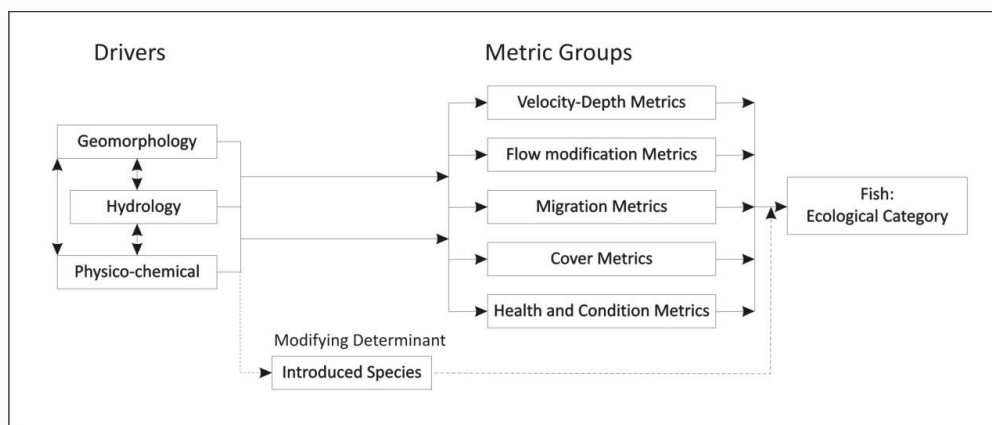 Drivers
Metric Groups
Geomorphology
Hydrology
Physico-chemical
Velocity-Depth Metrics
Flow modification Metrics
Migration Metrics
Cover Metrics
Health and Condition Metrics
Modifying Determinant
Introduced Species
Fish:
Ecological Category